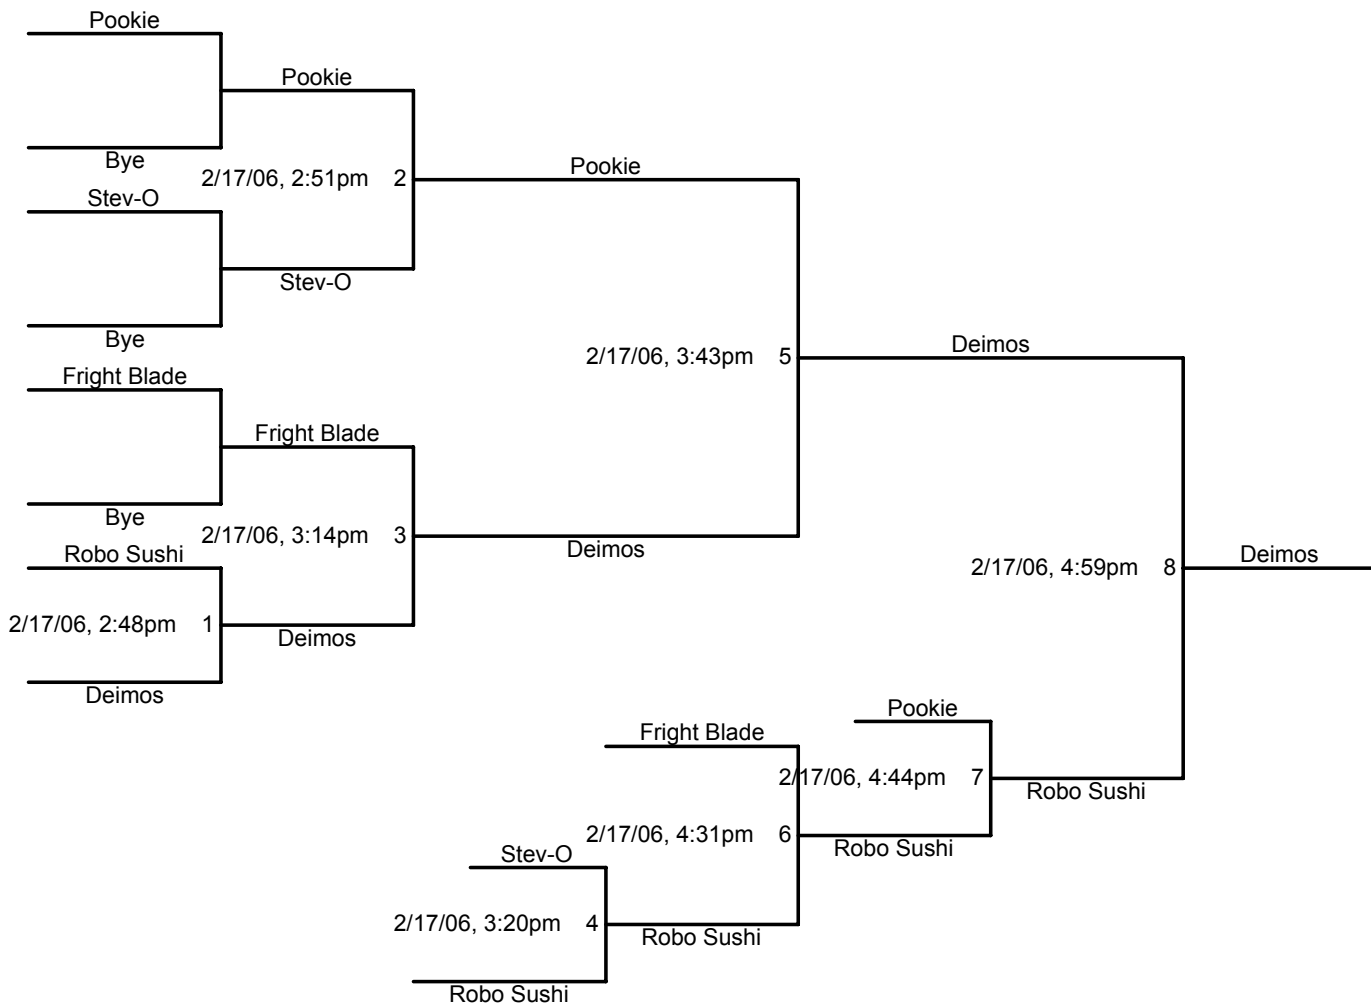 Pookie
Pookie
Bye
2/17/06, 2:51pm 2
Pookie
Stev-O
Stev-O
Bye
2/17/06, 3:43pm 5
Deimos
Fright Blade
Fright Blade
Bye
2/17/06, 3:14pm 3
Deimos
Robo Sushi
2/17/06, 4:59pm 8
Deimos
2/17/06, 2:48pm 1
Deimos
Deimos
Pookie
Fright Blade
2/17/06, 4:44pm 7
Robo Sushi
2/17/06, 4:31pm 6
Robo Sushi
Stev-O
2/17/06, 3:20pm 4
Robo Sushi
Robo Sushi